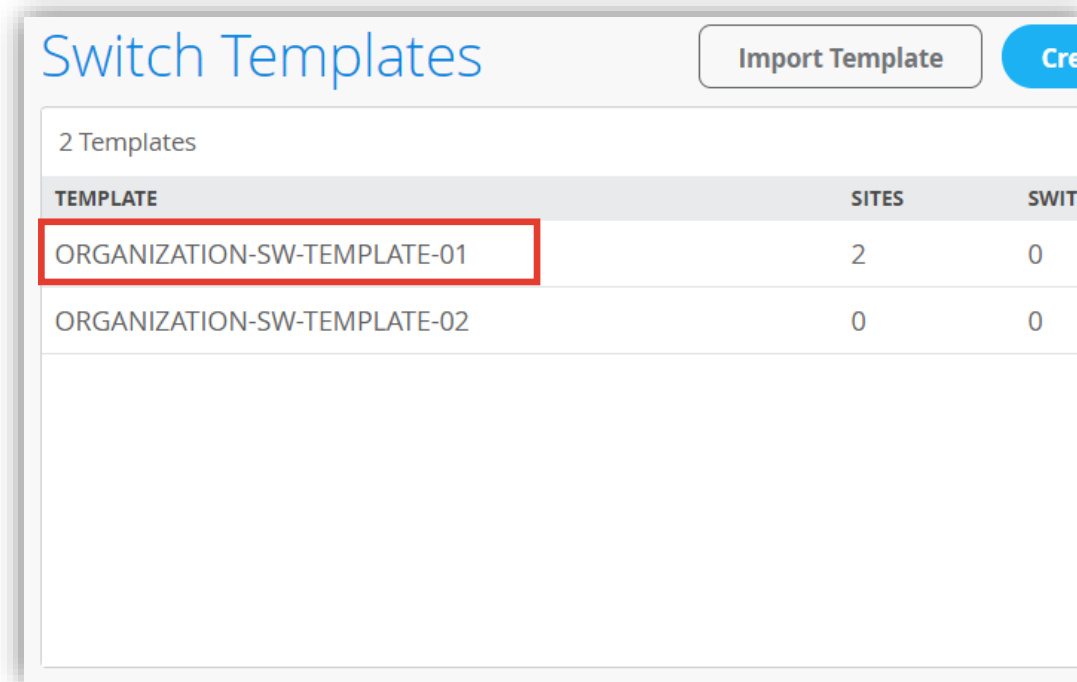 Switch Templates
Import Template
2 Templates
TEMPLATE SITES
ORGANIZATION-SW-TEMPLATE-01 2 0
ORGANIZATION-SW-TEMPLATE-02 0 0